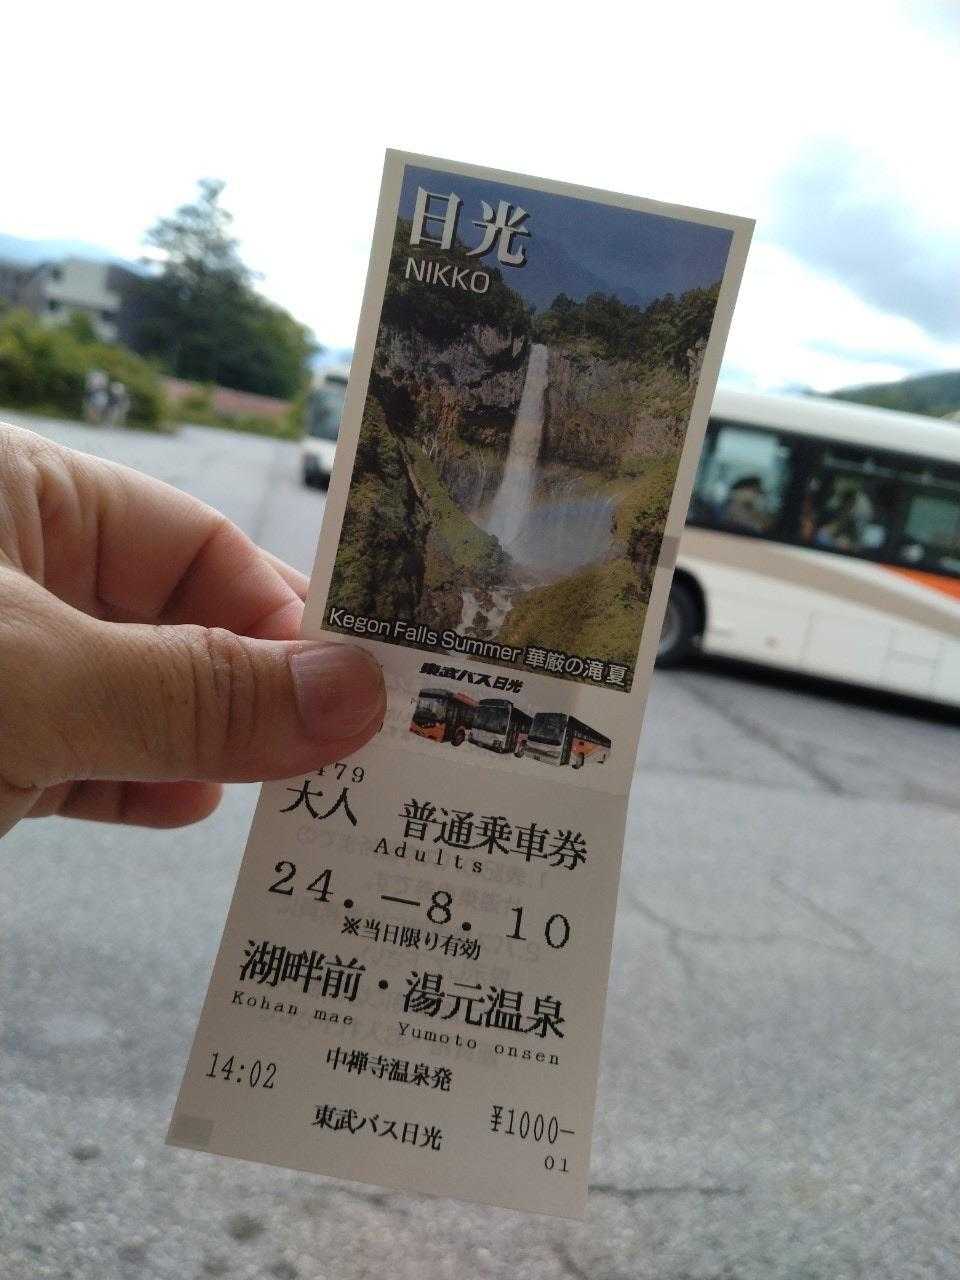 日光
NIKKO
Kegon Falls Summer 華厳の滝 夏
東武バス日光
479
大人 普通乗車券
Adults
24.-8.10
※当日限り有効
湖畔前・湯元温泉
Kohan mae Yumoto onsen
中禅寺温泉発
14:02 ¥1000-
東武バス日光
01